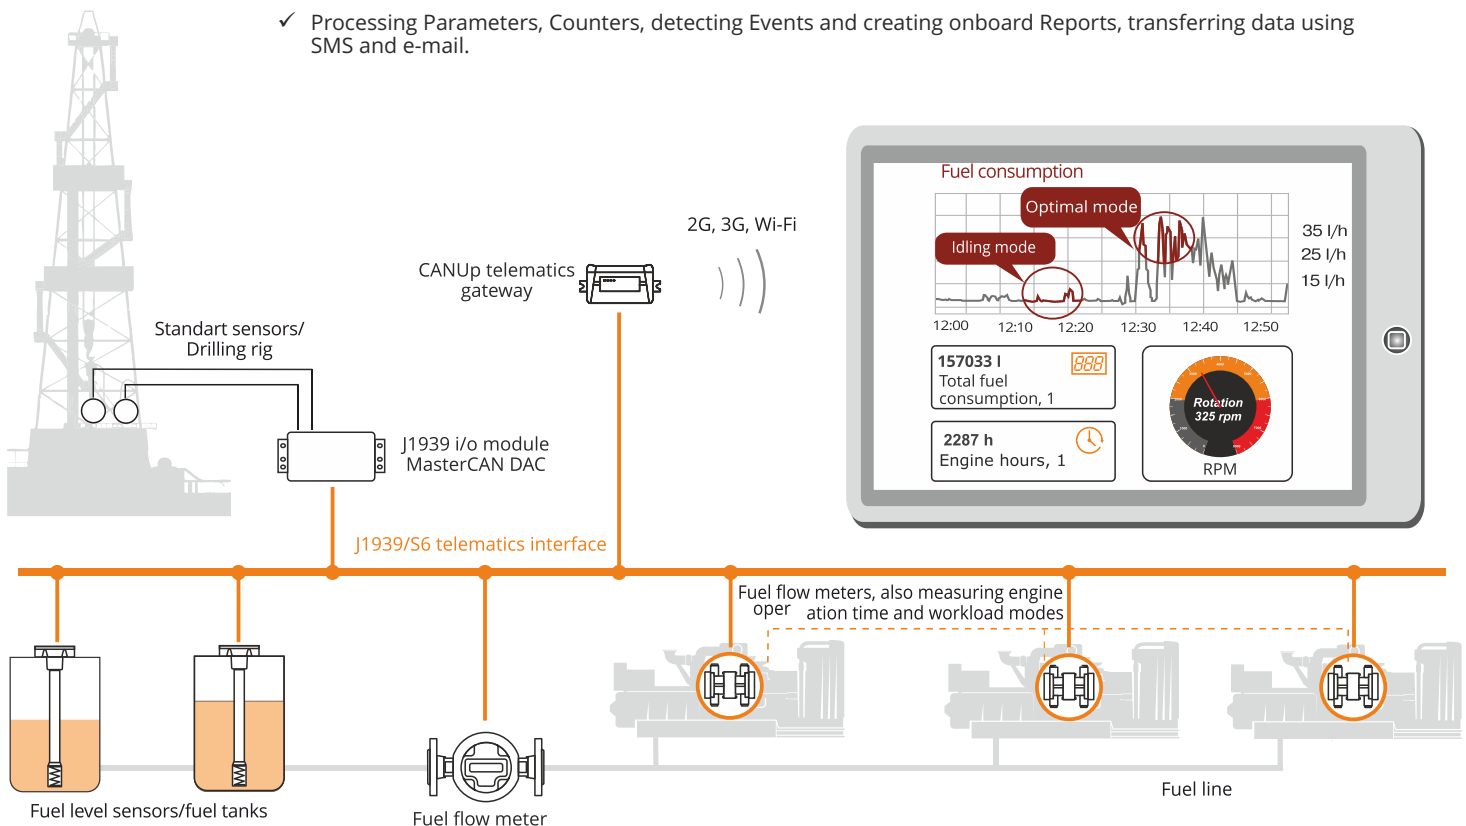 ✓ Processing Parameters, Counters, detecting Events and creating onboard Reports, transferring data using
SMS and e-mail.
Fuel consumption
Optimal mode
Idling mode
35 l/h
25 l/h
15 l/h
12:00 12:10 12:20 12:30 12:40 12:50
157033 l
888
Total fuel
consumption, 1
2287 h
Engine hours, 1
Rotation
325 rpm
RPM
2G, 3G, Wi-Fi
CANUp telematics
gateway
Standart sensors/
Drilling rig
J1939 i/o module
MasterCAN DAC
J1939/S6 telematics interface
Fuel flow meters, also measuring engine
oper ation time and workload modes
Fuel level sensors/fuel tanks
Fuel flow meter
Fuel line